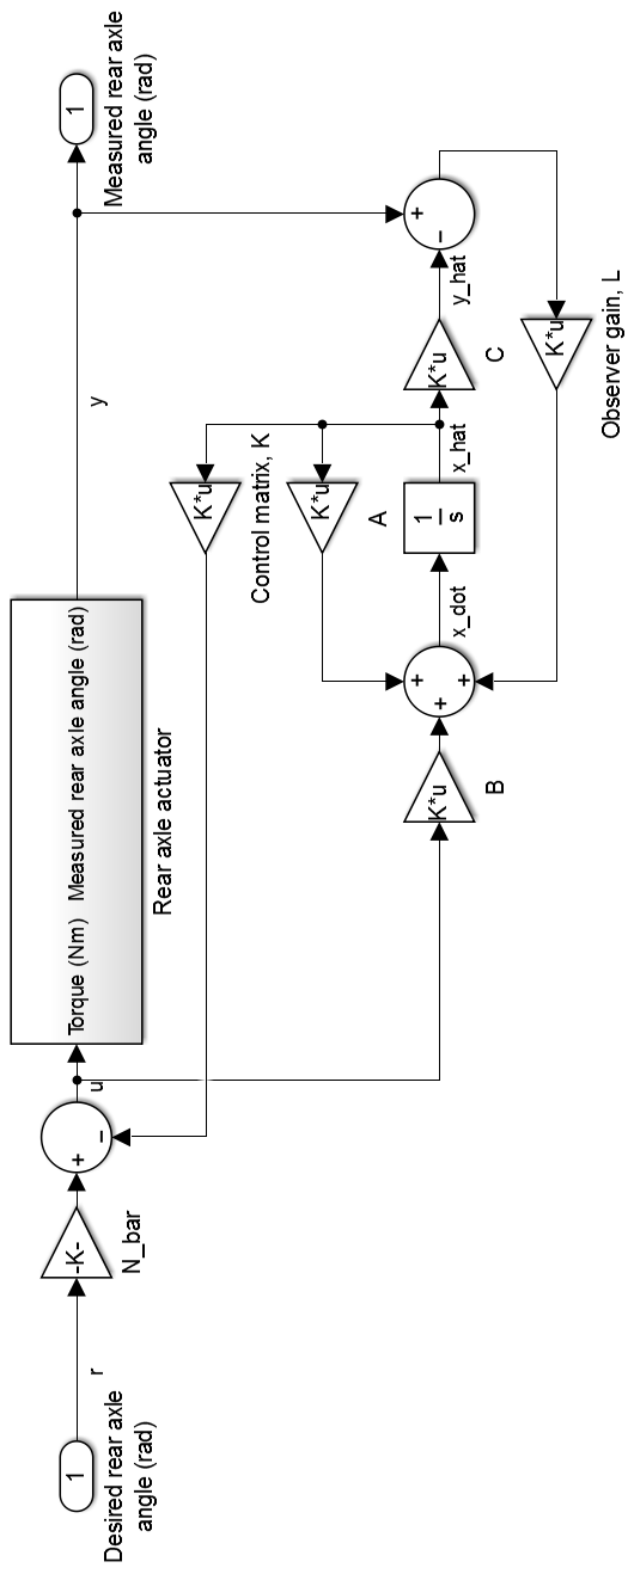 1
Desired rear axle
angle (rad)
r
-K-
N_bar
+
−
u
Torque (Nm) Measured rear axle angle (rad)
Rear axle actuator
y
1
Measured rear axle
angle (rad)
K*u
Control matrix, K
K*u
A
K*u
B
+
+
+
x_dot
1
s
x_hat
K*u
C
y_hat
+
−
K*u
Observer gain, L